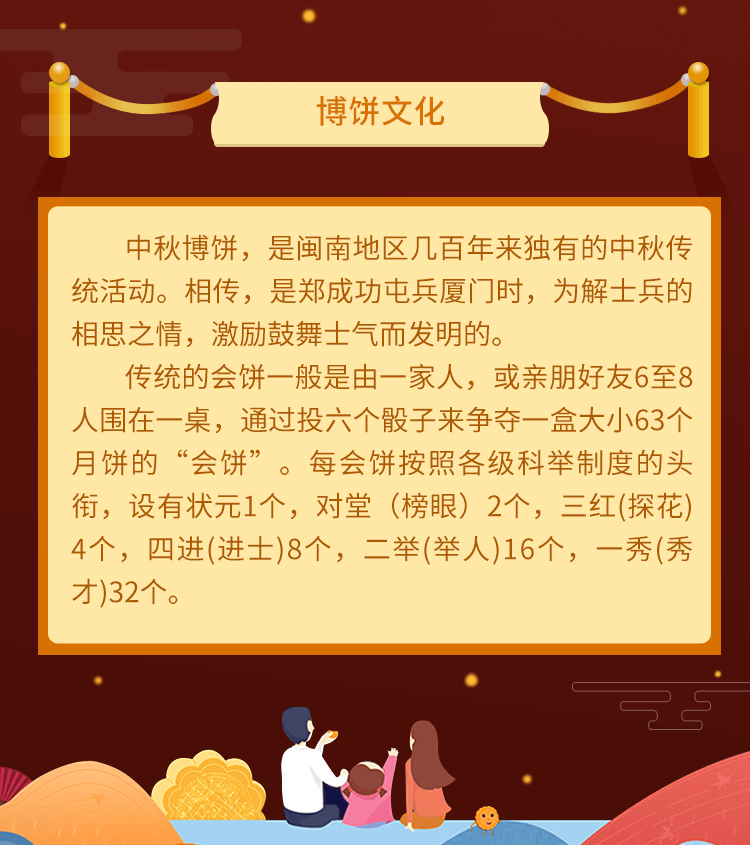 博饼文化
中秋博饼，是闽南地区几百年来独有的中秋传
统活动。相传，是郑成功屯兵厦门时，为解士兵的
相思之情，激励鼓舞士气而发明的。
传统的会饼一般是由一家人，或亲朋好友6至8
人围在一桌，通过投六个骰子来争夺一盒大小63个
月饼的“会饼”。每会饼按照各级科举制度的头
衔，设有状元1个，对堂（榜眼）2个，三红(探花)
4个，四进(进士)8个，二举(举人)16个，一秀(秀
才)32个。